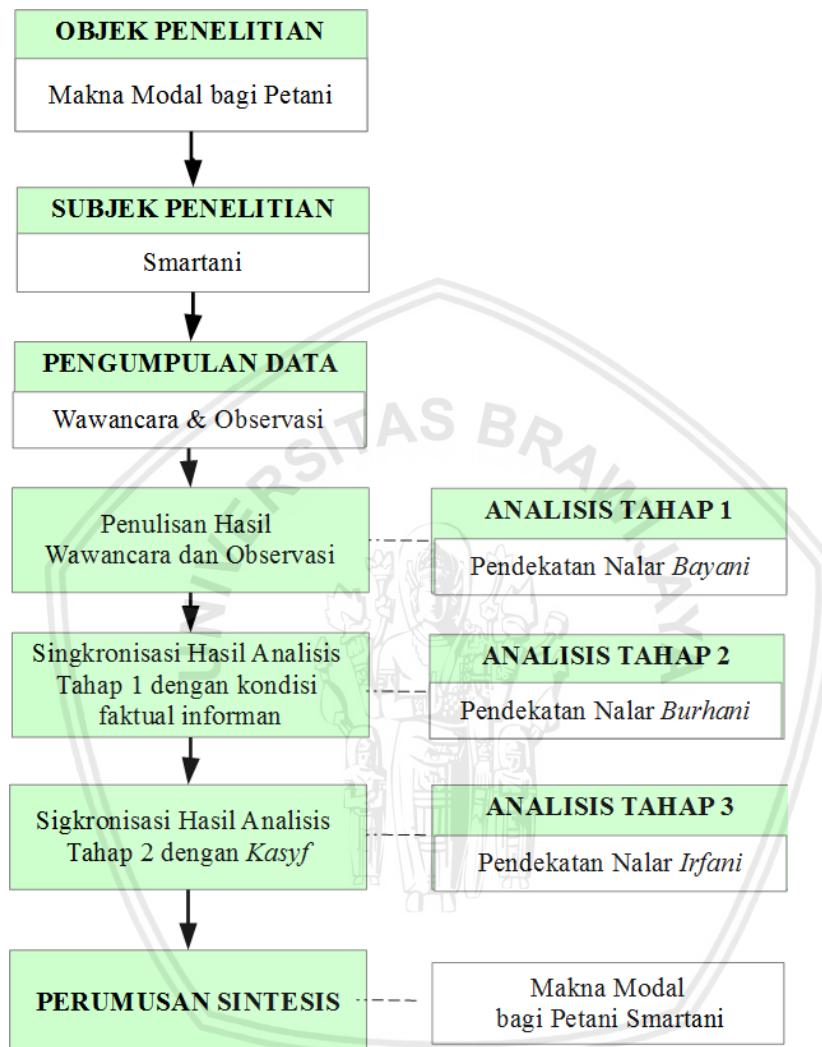 OBJEK PENELITIAN
Makna Modal bagi Petani
SUBJEK PENELITIAN
Smartani
PENGUMPULAN DATA
Wawancara & Observasi
UNIVERSITAS BRAWIJAYA
Penulisan Hasil
Wawancara dan Observasi
ANALISIS TAHAP 1
Pendekatan Nalar Bayani
Singkronisasi Hasil Analisis
Tahap 1 dengan kondisi
faktual informan
ANALISIS TAHAP 2
Pendekatan Nalar Burhani
Sigkronisasi Hasil Analisis
Tahap 2 dengan Kasyf
ANALISIS TAHAP 3
Pendekatan Nalar Irfani
PERUMUSAN SINTESIS
Makna Modal
bagi Petani Smartani